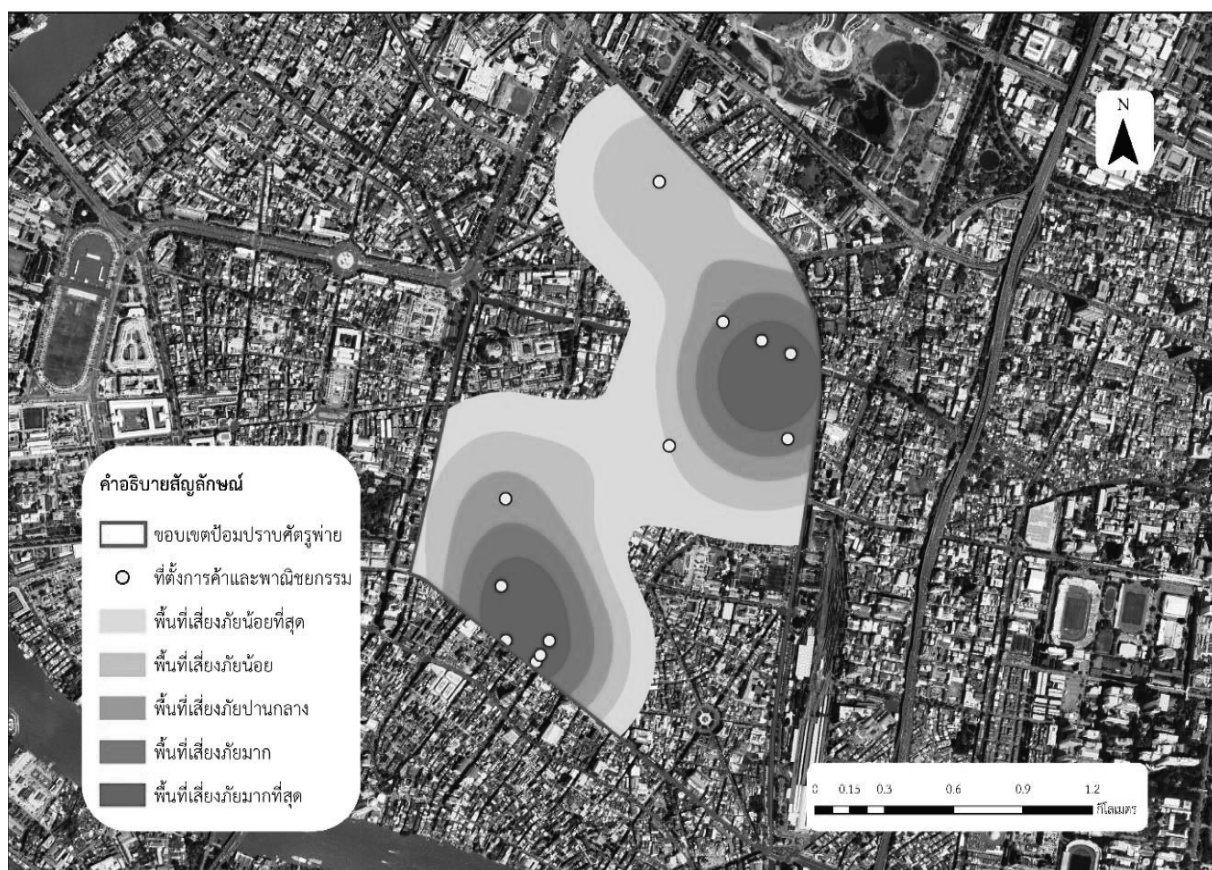 N
คำอธิบายสัญลักษณ์
ขอบเขตป้อมปราบศัตรูพ่าย
ที่ตั้งการค้าและพาณิชยกรรม
พื้นที่เสี่ยงภัยน้อยที่สุด
พื้นที่เสี่ยงภัยน้อย
พื้นที่เสี่ยงภัยปานกลาง
พื้นที่เสี่ยงภัยมาก
พื้นที่เสี่ยงภัยมากที่สุด
0 0.15 0.3 0.6 0.9 1.2
กิโลเมตร